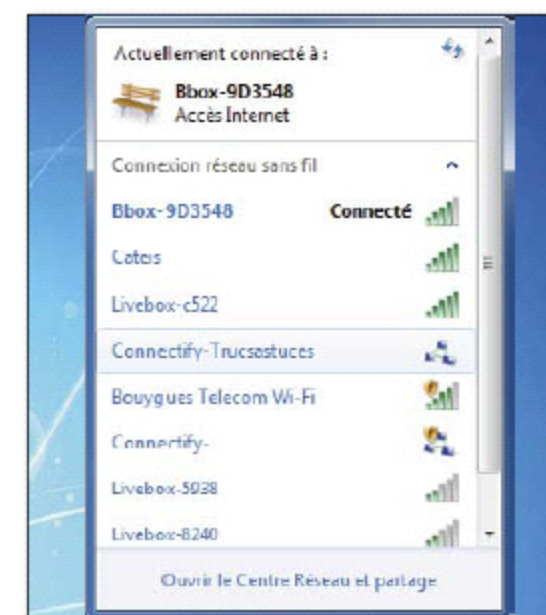 Actuellement connecté à :
Bbox-9D3548
Accès Internet
Connexion réseau sans fil
Bbox-9D3548 Connecté
Caters
Livebox-c522
Connectify-Trucsastuces
Bouygues Telecom Wi-Fi
Connectify-
Livebox-5938
Livebox-8240
Ouvrir le Centre Réseau et partage